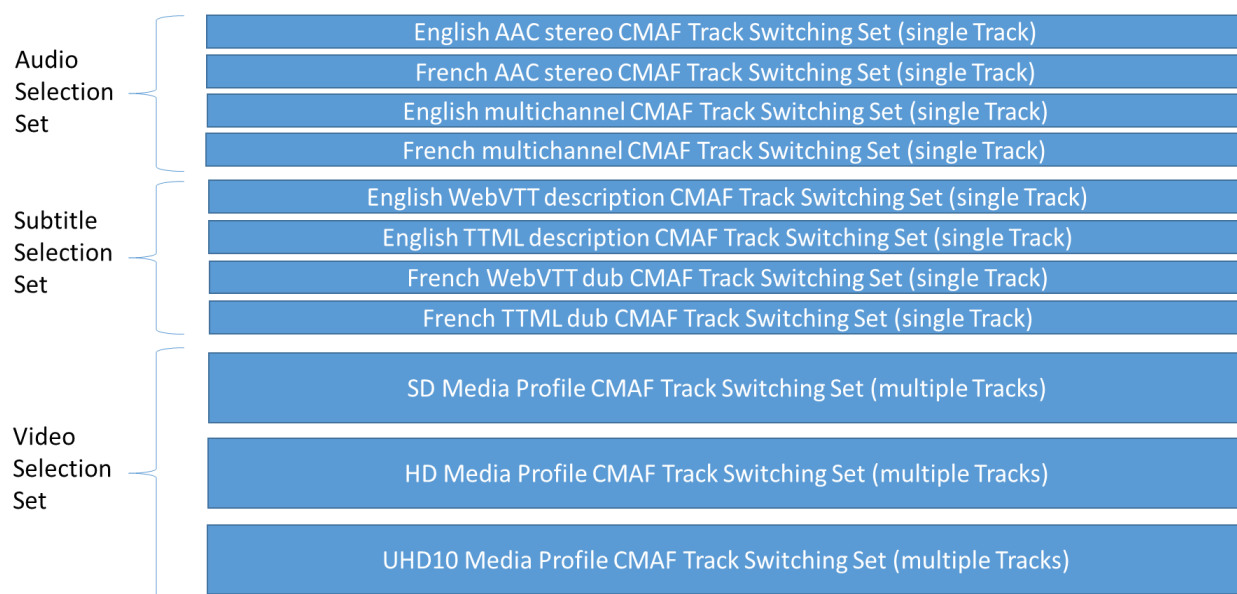 Audio
Selection
Set
English AAC stereo CMAF Track Switching Set (single Track)
French AAC stereo CMAF Track Switching Set (single Track)
English multichannel CMAF Track Switching Set (single Track)
French multichannel CMAF Track Switching Set (single Track)
Subtitle
Selection
Set
English WebVTT description CMAF Track Switching Set (single Track)
English TTML description CMAF Track Switching Set (single Track)
French WebVTT dub CMAF Track Switching Set (single Track)
French TTML dub CMAF Track Switching Set (single Track)
Video
Selection
Set
SD Media Profile CMAF Track Switching Set (multiple Tracks)
HD Media Profile CMAF Track Switching Set (multiple Tracks)
UHD10 Media Profile CMAF Track Switching Set (multiple Tracks)